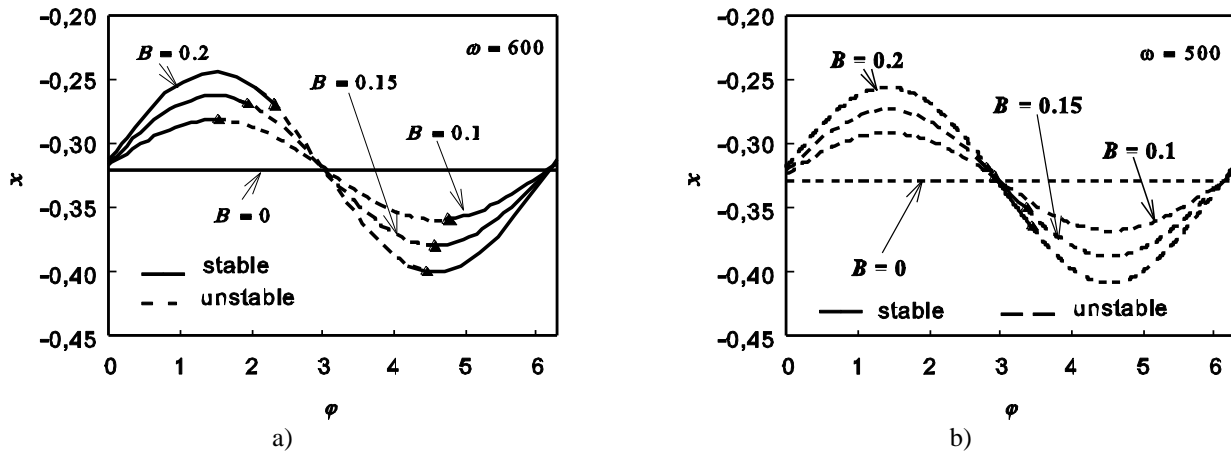 −0,20
−0,25
−0,30
−0,35
−0,40
−0,45
x
B = 0.2
ω = 600
B = 0.15
B = 0.1
B = 0
stable
unstable
0 1 2 3 4 5 6
φ
a)
−0,20
−0,25
−0,30
−0,35
−0,40
−0,45
x
B = 0.2
ω = 500
B = 0.15
B = 0.1
B = 0
stable unstable
0 1 2 3 4 5 6
φ
b)